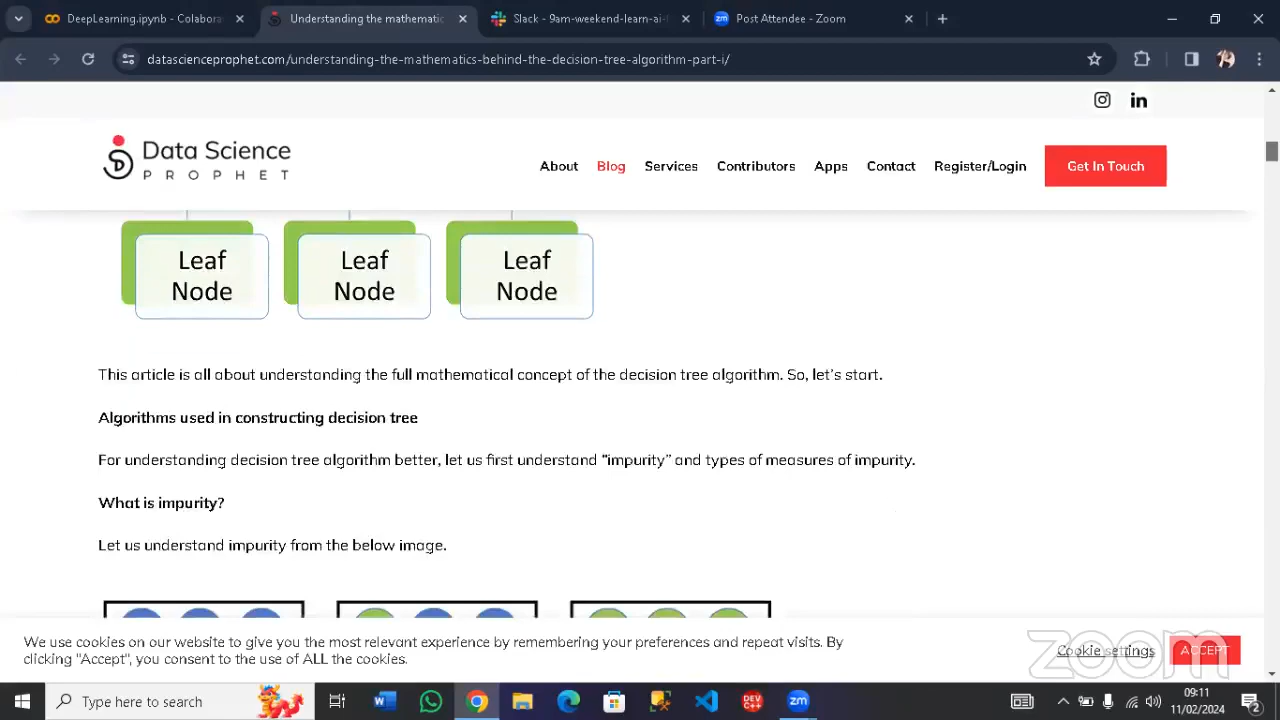 DeepLearning.ipynb - Colabora
Understanding the mathematic
Slack - 9am-weekend-learn-ai-
Post Attendee - Zoom
datascienceprophet.com/understanding-the-mathematics-behind-the-decision-tree-algorithm-part-i/
Data Science
PROPHET
About
Blog
Services
Contributors
Apps
Contact
Register/Login
Get In Touch
Leaf
Node
Leaf
Node
Leaf
Node
This article is all about understanding the full mathematical concept of the decision tree algorithm. So, let’s start.
Algorithms used in constructing decision tree
For understanding decision tree algorithm better, let us first understand “impurity” and types of measures of impurity.
What is impurity?
Let us understand impurity from the below image.
We use cookies on our website to give you the most relevant experience by remembering your preferences and repeat visits. By
clicking "Accept", you consent to the use of ALL the cookies.
Cookie settings
ACCEPT
zoom
Type here to search
09:11
11/02/2024
2